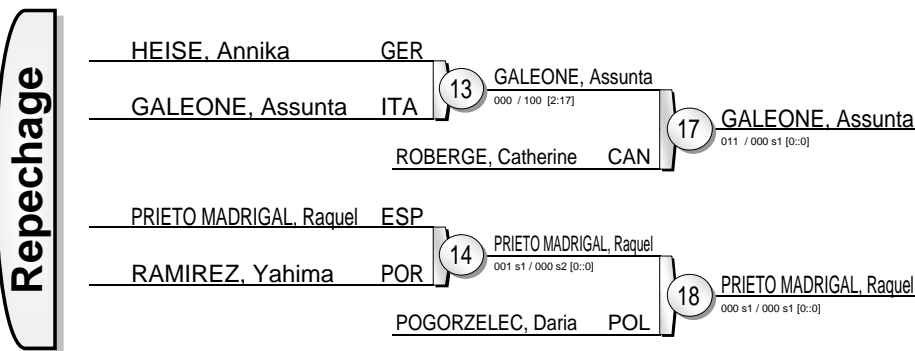 Repechage
HEISE, Annika GER
GALEONE, Assunta ITA
13
GALEONE, Assunta
000 / 100 [2:17]
ROBERGE, Catherine CAN
17
GALEONE, Assunta
011 / 000 s1 [0::0]
PRIETO MADRIGAL, Raquel ESP
RAMIREZ, Yahima POR
14
PRIETO MADRIGAL, Raquel
001 s1 / 000 s2 [0::0]
POGORZELEC, Daria POL
18
PRIETO MADRIGAL, Raquel
000 s1 / 000 s1 [0::0]